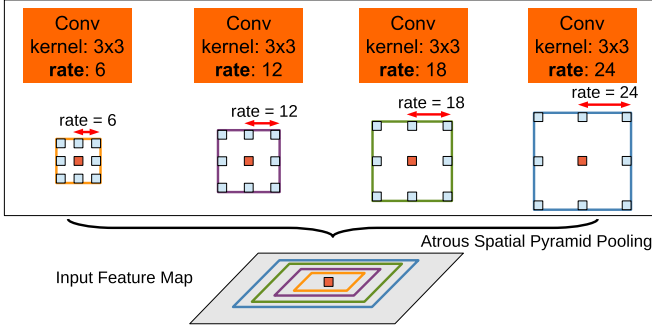 Conv
kernel: 3x3
rate: 6
Conv
kernel: 3x3
rate: 12
Conv
kernel: 3x3
rate: 18
Conv
kernel: 3x3
rate: 24
rate = 6
rate = 12
rate = 18
rate = 24
Atrous Spatial Pyramid Pooling
Input Feature Map